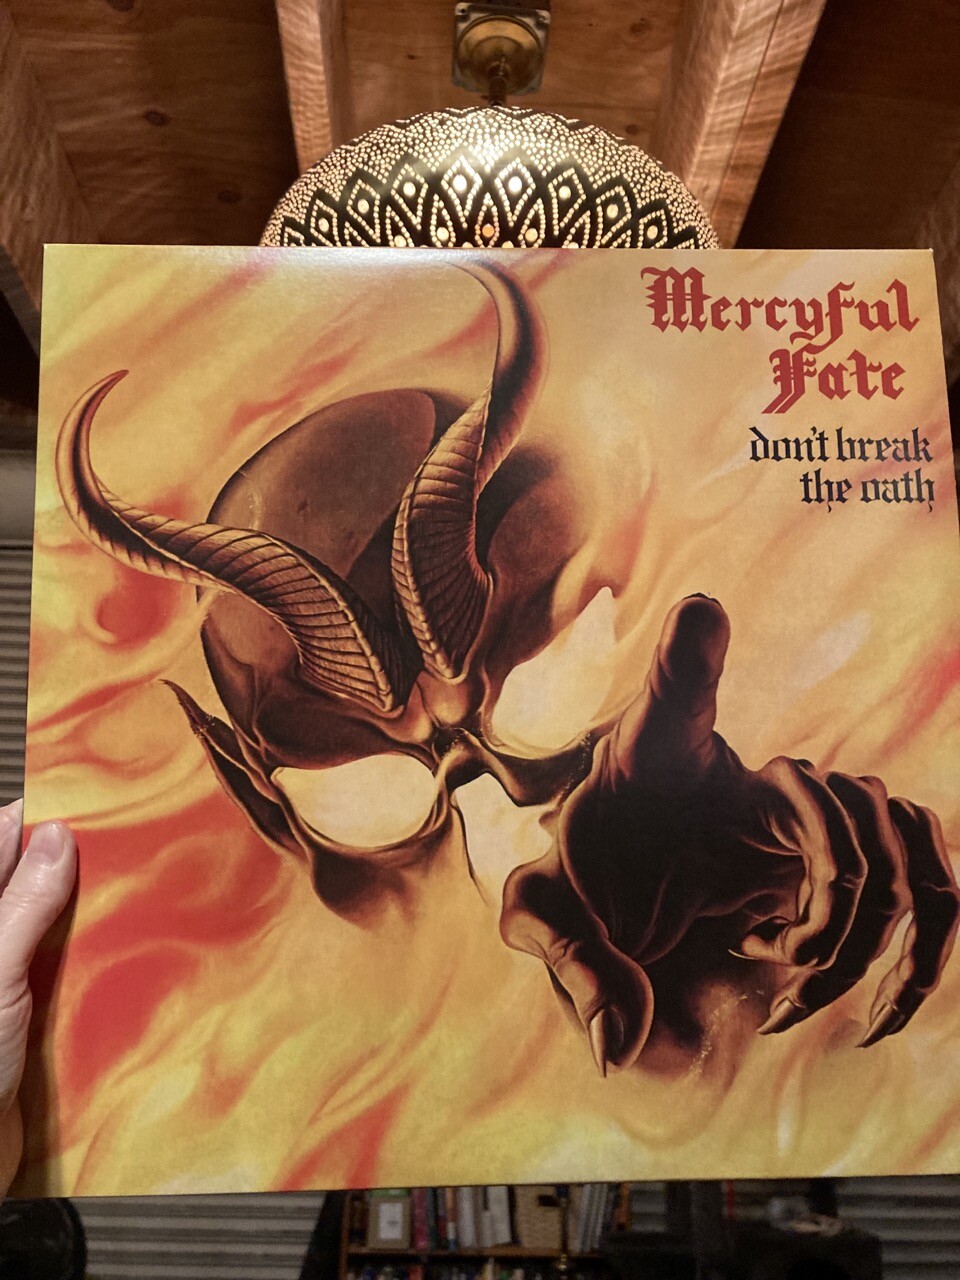 Mercyful
Fate
don't break
the oath